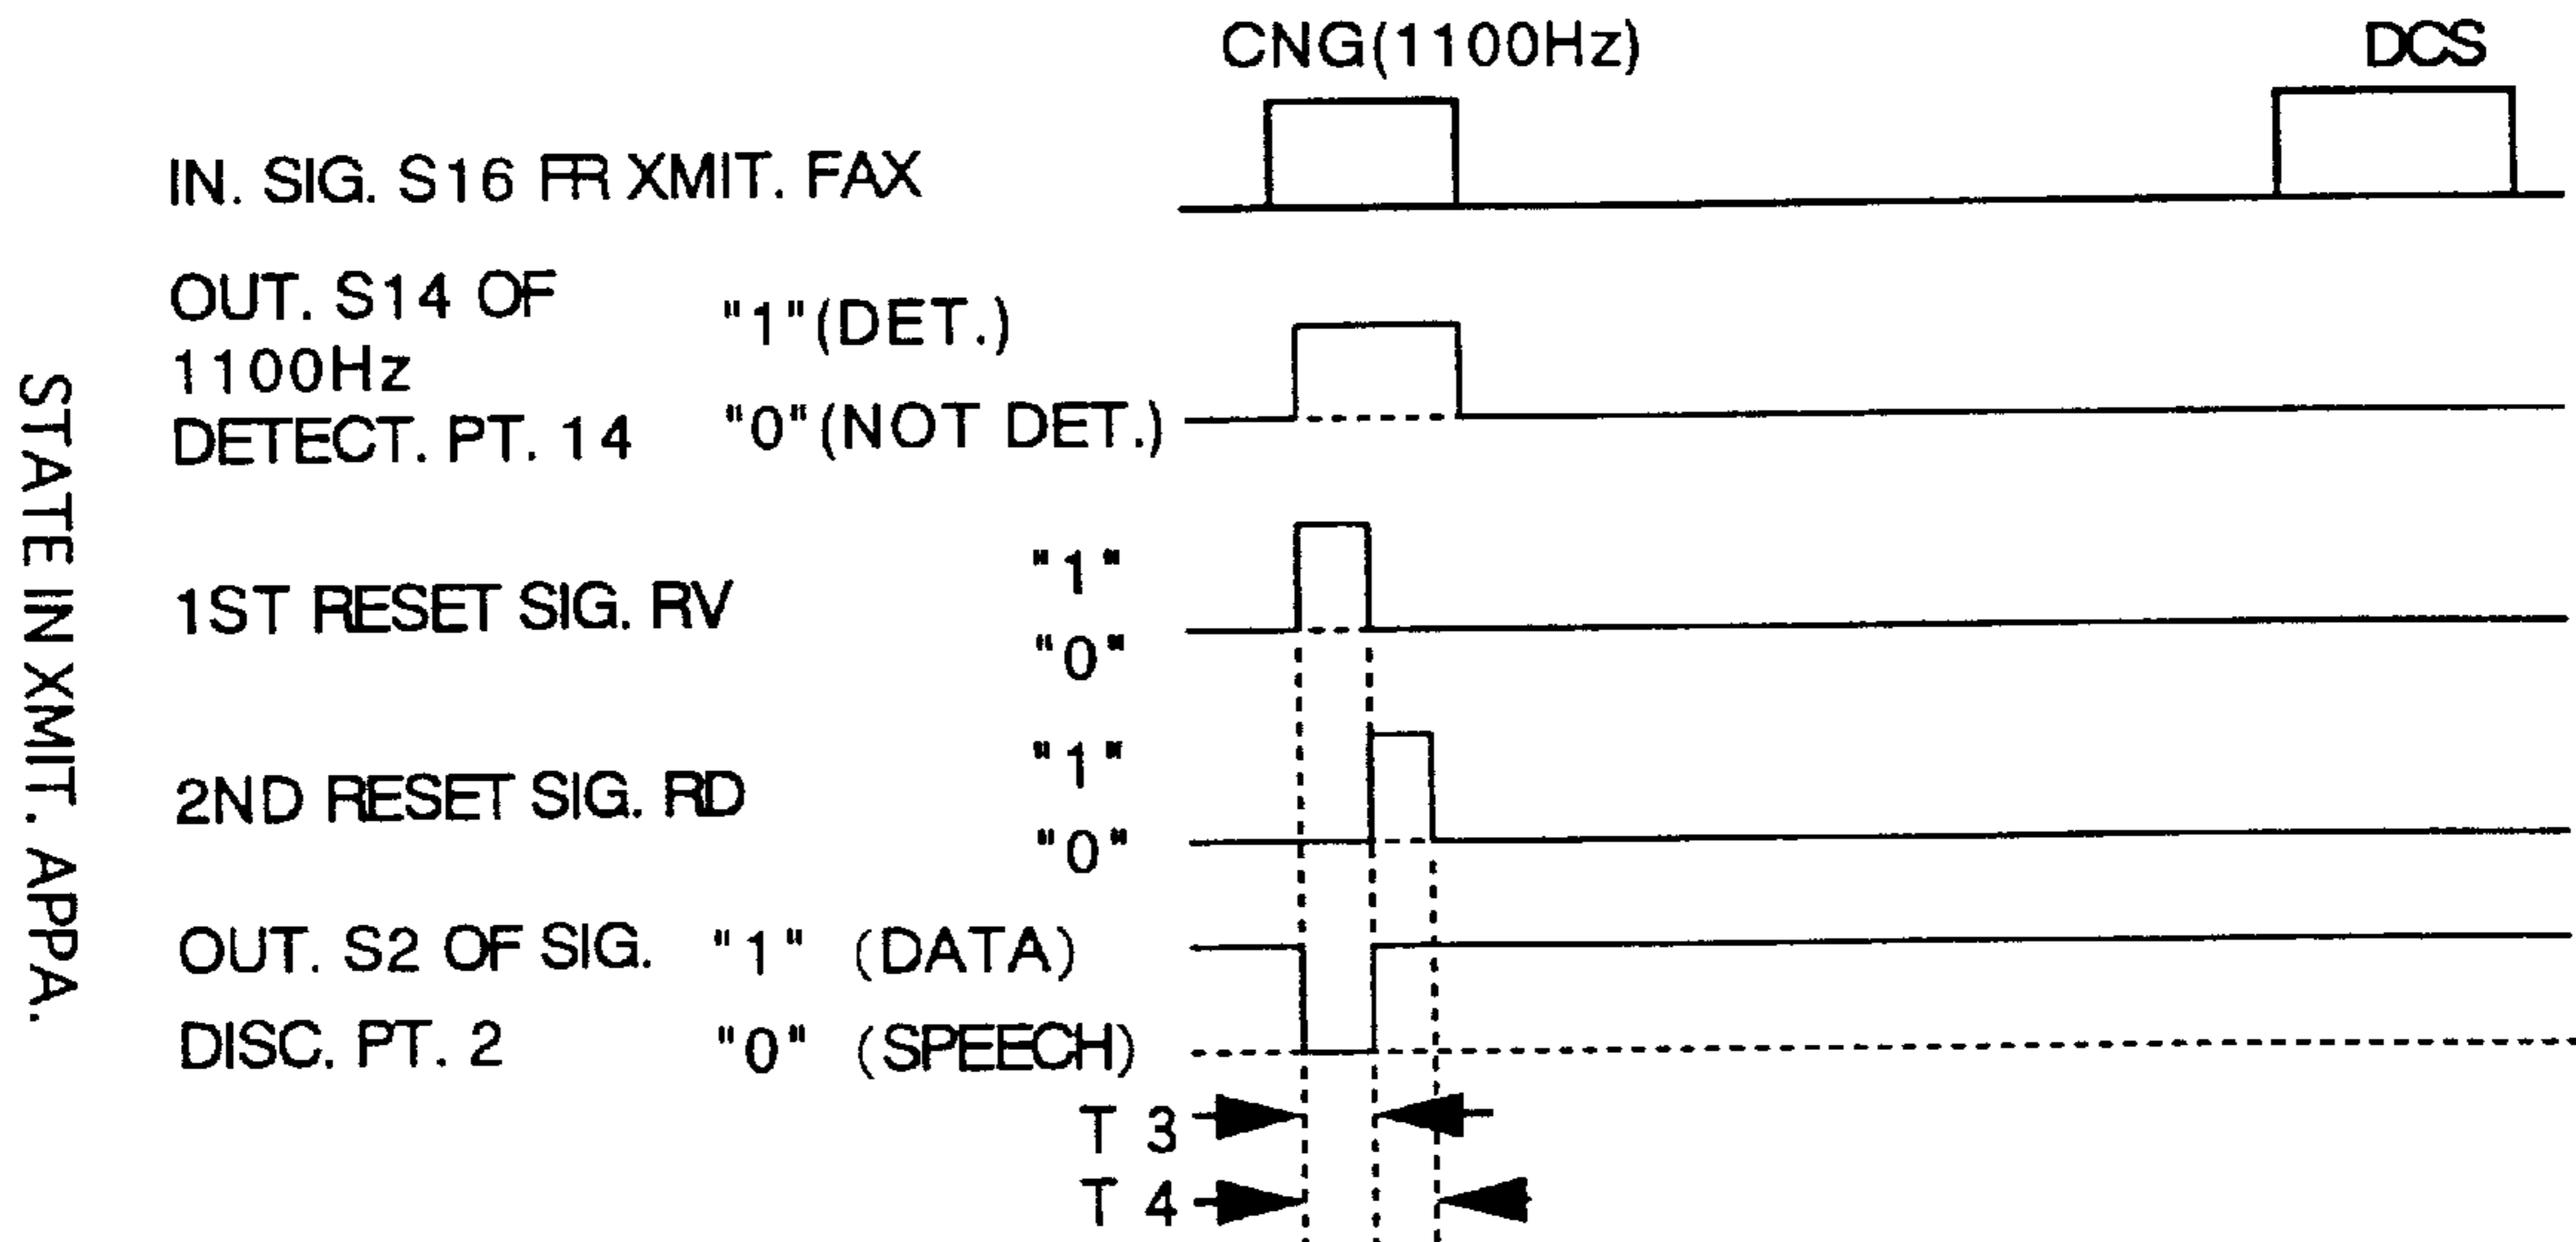 CNG(1100Hz)
DCS
IN. SIG. S16 FR XMIT. FAX
OUT. S14 OF
1100Hz
DETECT. PT. 14
"1"(DET.)
"0"(NOT DET.)
1ST RESET SIG. RV
"1"
"0"
2ND RESET SIG. RD
"1"
"0"
OUT. S2 OF SIG. "1" (DATA)
DISC. PT. 2 "0" (SPEECH)
T 3
T 4
STATE IN XMIT. APPA.